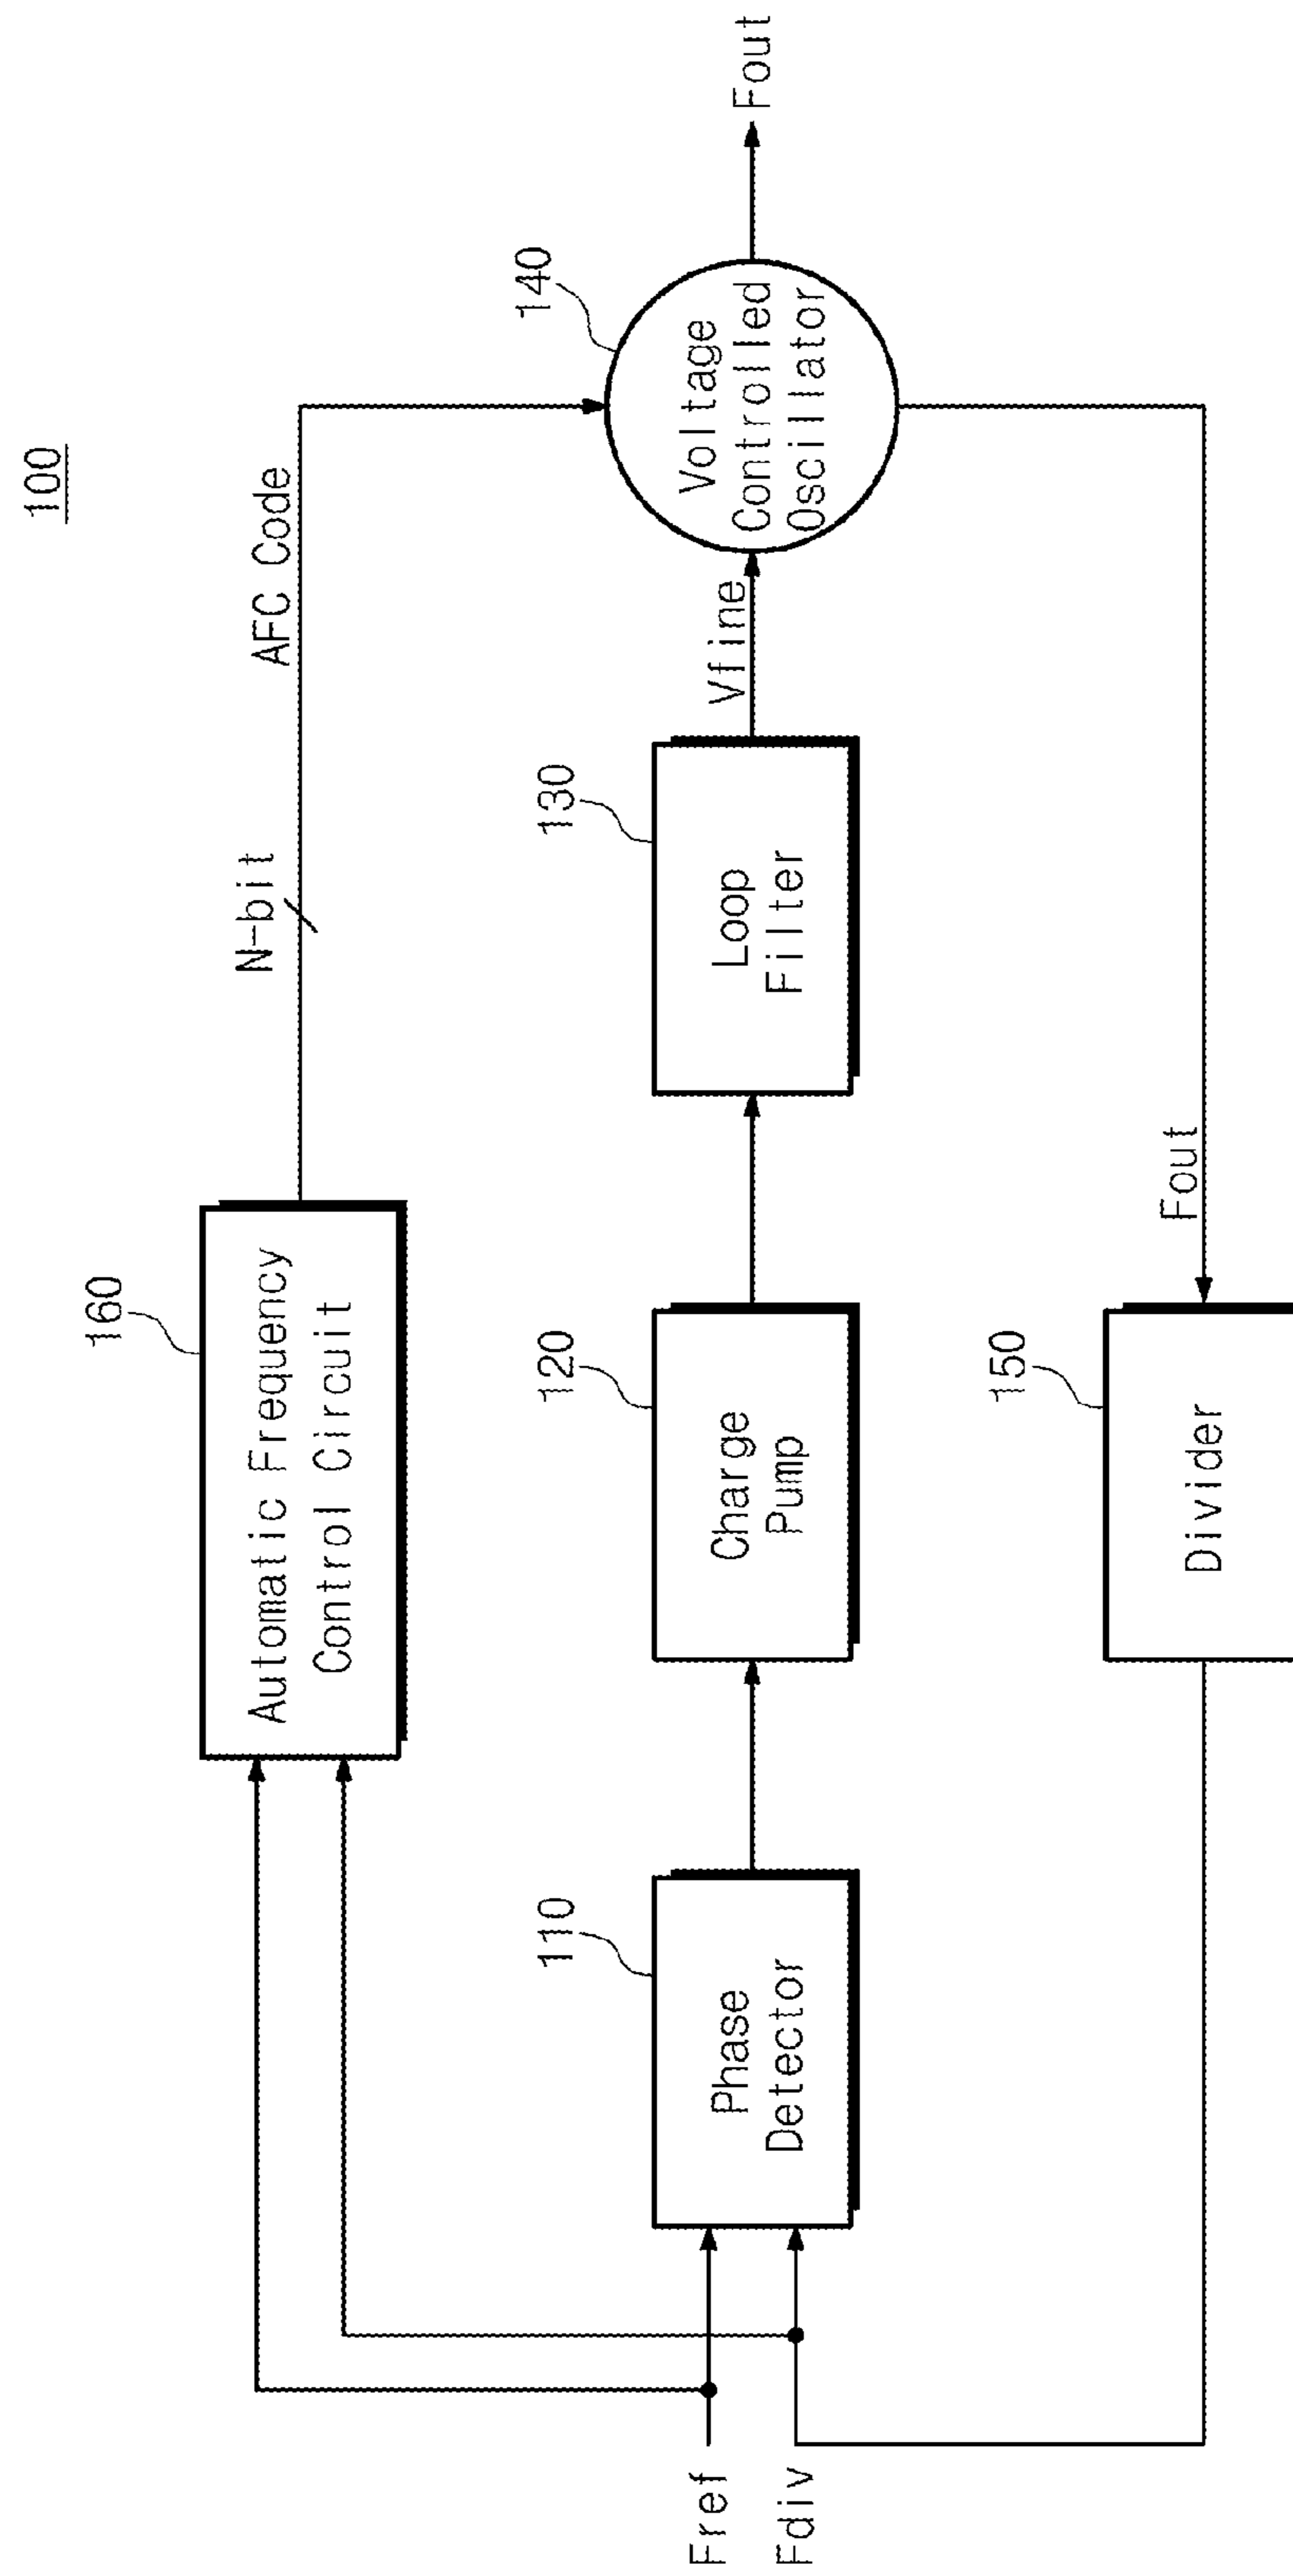 100
160
Automatic Frequency
Control Circuit
N-bit
AFC Code
110
Phase
Detector
120
Charge
Pump
130
Loop
Filter
Vfine
140
Voltage
Controlled
Oscillator
Fout
Fref
Fdiv
150
Divider
Fout